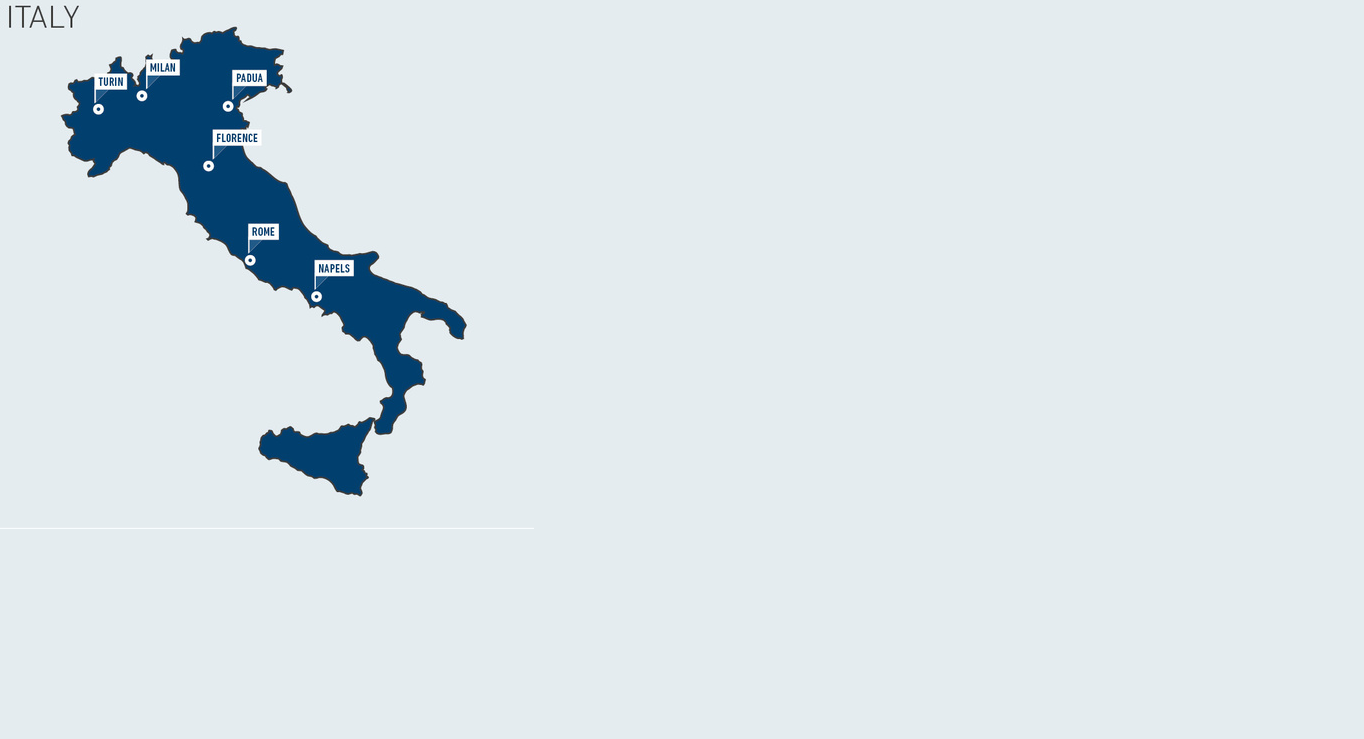 ITALY
MILAN
TURIN
PADUA
FLORENCE
ROME
NAPELS